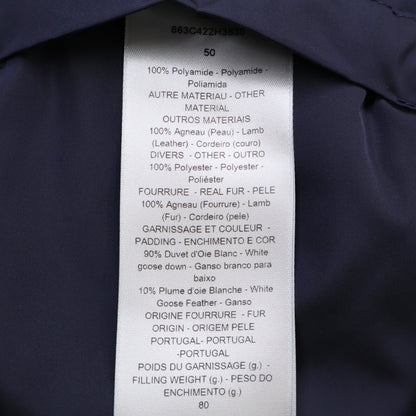 863C422H3839
50
100% Polyamide - Polyamide -
Poliamida
AUTRE MATERIAU - OTHER
MATERIAL
OUTROS MATERIAIS
100% Agneau (Peau) - Lamb
(Leather) - Cordeiro (couro)
DIVERS - OTHER - OUTRO
100% Polyester - Polyester -
Poliéster
FOURRURE - REAL FUR - PELE
100% Agneau (Fourrure) - Lamb
(Fur) - Cordeiro (pele)
GARNISSAGE ET COULEUR -
PADDING - ENCHIMENTO E COR
90% Duvet d'Oie Blanc - White
goose down - Ganso branco para
baixo
10% Plume d'oie Blanche - White
Goose Feather - Ganso
ORIGINE FOURRURE - FUR
ORIGIN - ORIGEM PELE
PORTUGAL- PORTUGAL
-PORTUGAL
POIDS DU GARNISSAGE (g.) -
FILLING WEIGHT (g.) - PESO DO
ENCHIMENTO (g.)
80